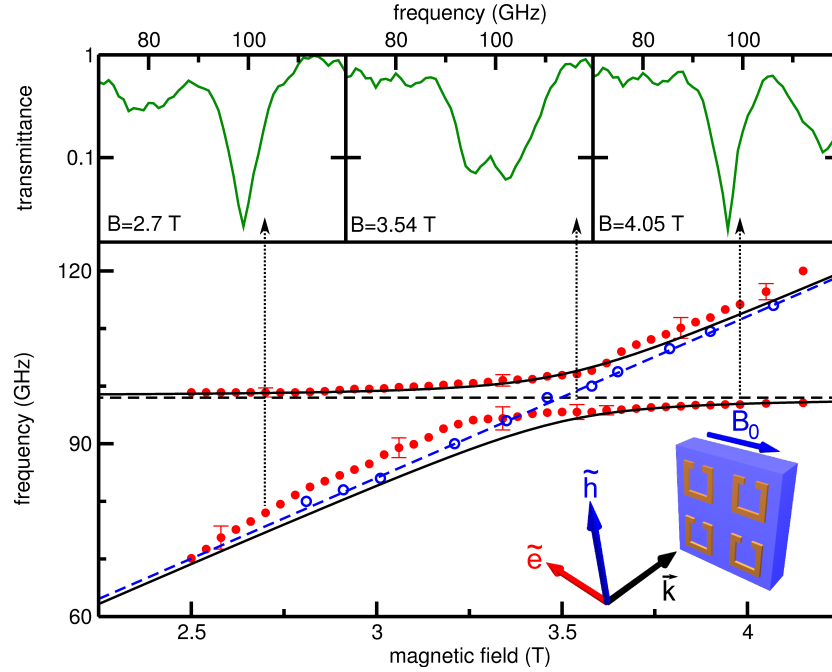 frequency (GHz)
80 100 80 100 80 100
1
0.1
transmittance
B=2.7 T B=3.54 T B=4.05 T
120
90
60
frequency (GHz)
B0
h̃
ẽ
k⃗
2.5 3 3.5 4
magnetic field (T)